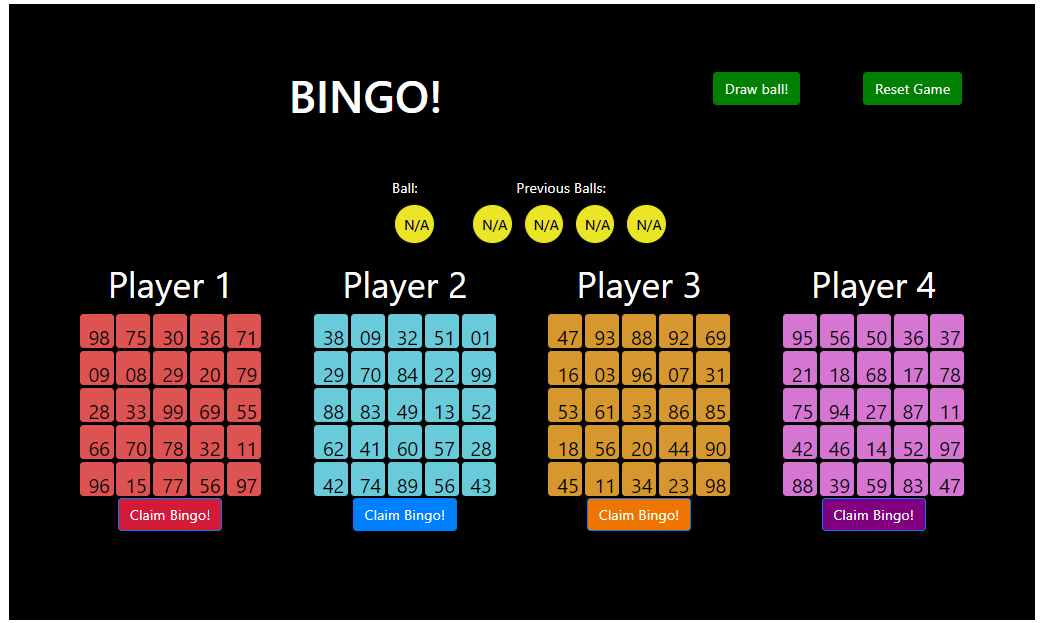 BINGO!
Draw ball!
Reset Game
Ball:
Previous Balls:
N/A N/A N/A N/A N/A
Player 1
98 75 30 36 71
09 08 29 20 79
28 33 99 69 55
66 70 78 32 11
96 15 77 56 97
Claim Bingo!
Player 2
38 09 32 51 01
29 70 84 22 99
88 83 49 13 52
62 41 60 57 28
42 74 89 56 43
Claim Bingo!
Player 3
47 93 88 92 69
16 03 96 07 31
53 61 33 86 85
18 56 20 44 90
45 11 34 23 98
Claim Bingo!
Player 4
95 56 50 36 37
21 18 68 17 78
75 94 27 87 11
42 46 14 52 97
88 39 59 83 47
Claim Bingo!